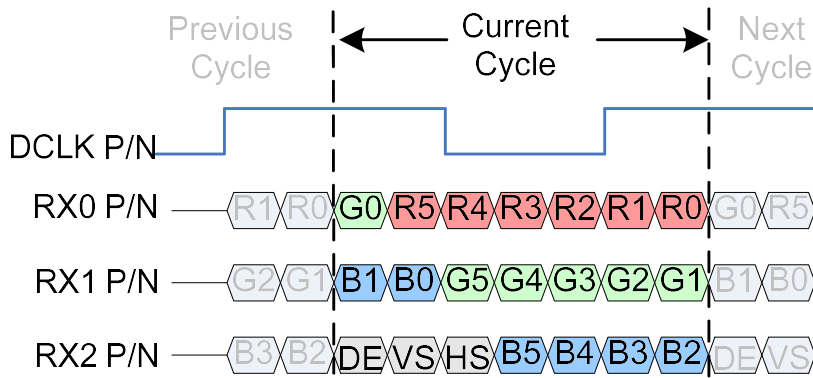 Previous Cycle Current Cycle Next Cycle
DCLK P/N
RX0 P/N R1 R0 G0 R5 R4 R3 R2 R1 R0 G0 R5
RX1 P/N G2 G1 B1 B0 G5 G4 G3 G2 G1 B1 B0
RX2 P/N B3 B2 DE VS HS B5 B4 B3 B2 DE VS